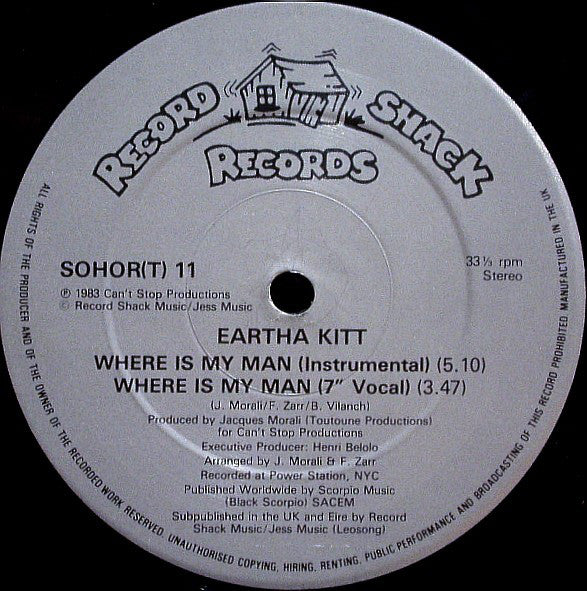 RECORD SHACK
RECORDS
SOHOR(T) 11
33 ⅓ rpm
Stereo
℗ 1983 Can't Stop Productions
© Record Shack Music/Jess Music
EARTHA KITT
WHERE IS MY MAN (Instrumental) (5.10)
WHERE IS MY MAN (7" Vocal) (3.47)
(J. Morali/F. Zarr/B. Vilanch)
Produced by Jacques Morali (Toutoune Productions)
for Can't Stop Productions
Executive Producer: Henri Belolo
Arranged by J. Morali & F. Zarr
Recorded at Power Station, NYC
Published Worldwide by Scorpio Music
(Black Scorpio) SACEM
Subpublished in the UK and Eire by Record
Shack Music/Jess Music (Leosong)
ALL RIGHTS OF THE PRODUCER AND OF THE OWNER OF THE RECORDED WORK RESERVED. UNAUTHORISED COPYING, HIRING, RENTING, PUBLIC PERFORMANCE AND BROADCASTING OF THIS RECORD PROHIBITED. MANUFACTURED IN THE UK